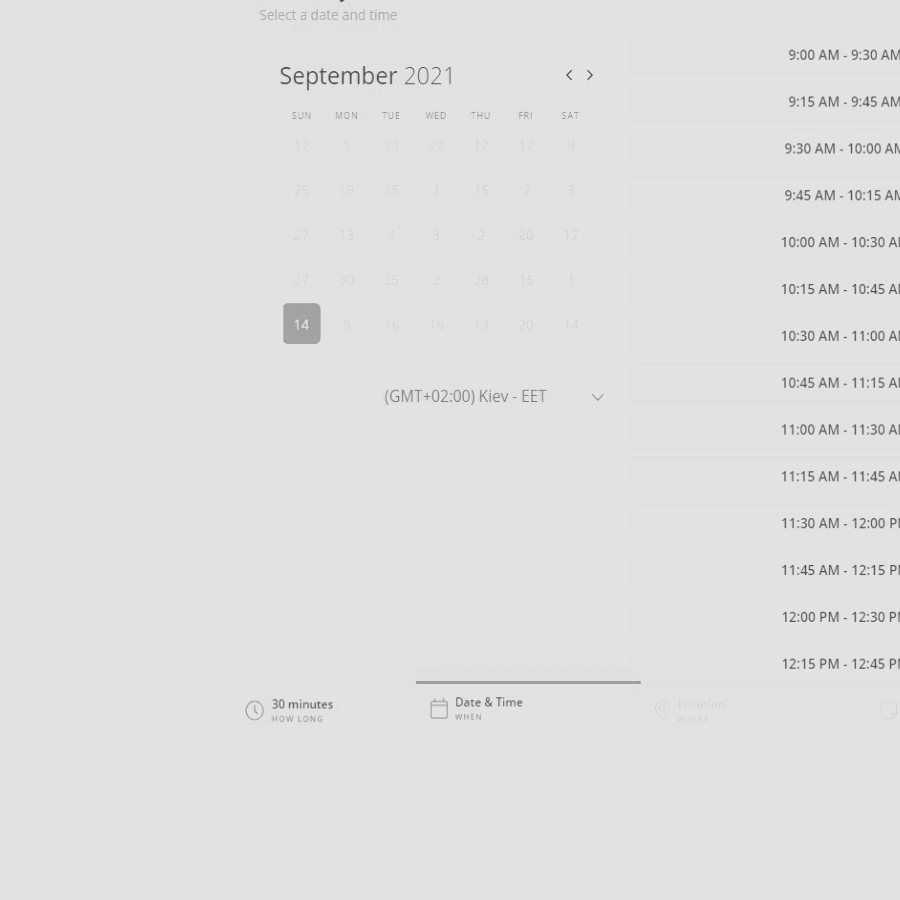 Select a date and time
September 2021
SUN MON TUE WED THU FRI SAT
17 1 23 22 12 17 9
25 19 25 1 15 7 3
27 13 4 3 2 20 17
27 30 25 2 28 15 1
14 9 16 16 13 20 14
(GMT+02:00) Kiev - EET
9:00 AM - 9:30 AM
9:15 AM - 9:45 AM
9:30 AM - 10:00 AM
9:45 AM - 10:15 AM
10:00 AM - 10:30 AM
10:15 AM - 10:45 AM
10:30 AM - 11:00 AM
10:45 AM - 11:15 AM
11:00 AM - 11:30 AM
11:15 AM - 11:45 AM
11:30 AM - 12:00 PM
11:45 AM - 12:15 PM
12:00 PM - 12:30 PM
12:15 PM - 12:45 PM
30 minutes
HOW LONG
Date & Time
WHEN
Location
WHERE